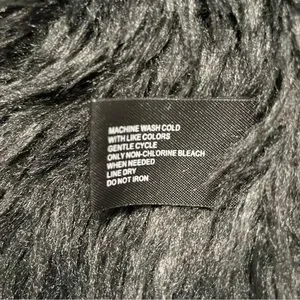 MACHINE WASH COLD
WITH LIKE COLORS
GENTLE CYCLE
ONLY NON-CHLORINE BLEACH
WHEN NEEDED
LINE DRY
DO NOT IRON